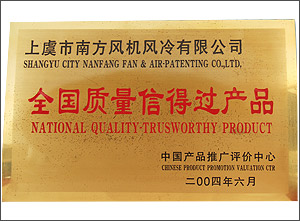 上虞市南方风机风冷有限公司
SHANGYU CITY NANFANG FAN & AIR-PATENTING CO.,LTD.
全国质量信得过产品
NATIONAL QUALITY-TRUSWORTHY PRODUCT
中国产品推广评价中心
CHINESE PRODUCT PROMOTION VALUATION CTR
二00四年六月